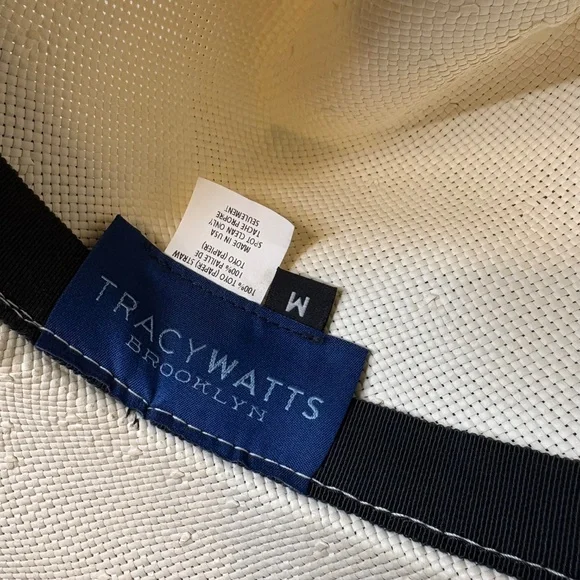 100% TOYO (PAPER) STRAW
100% PAILLE DE
TOYO (PAPIER)
MADE IN USA
SPOT CLEAN ONLY
TACHE PROPRE
SEULEMENT
M
TRACYWATTS
BROOKLYN